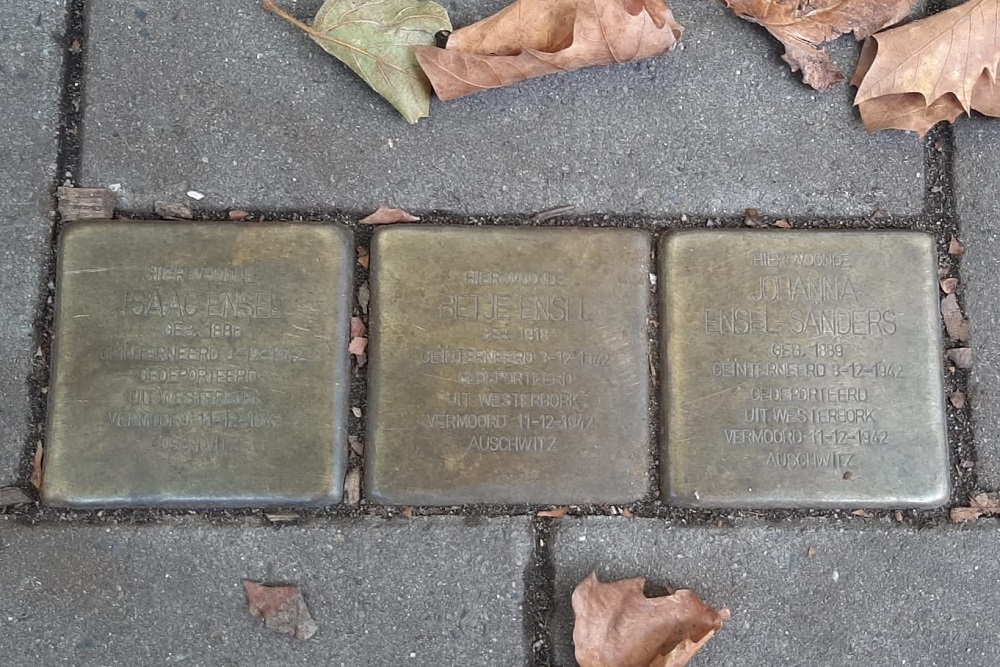 HIER WOONDE
ISAAC ENSEL
GEB. 1886
GEÏNTERNEERD 3-12-1942
GEDEPORTEERD
UIT WESTERBORK
VERMOORD 11-12-1942
AUSCHWITZ
HIER WOONDE
BETJE ENSEL
GEB. 1918
GEÏNTERNEERD 3-12-1942
GEDEPORTEERD
UIT WESTERBORK
VERMOORD 11-12-1942
AUSCHWITZ
HIER WOONDE
JOHANNA
ENSEL-SANDERS
GEB. 1889
GEÏNTERNEERD 3-12-1942
GEDEPORTEERD
UIT WESTERBORK
VERMOORD 11-12-1942
AUSCHWITZ